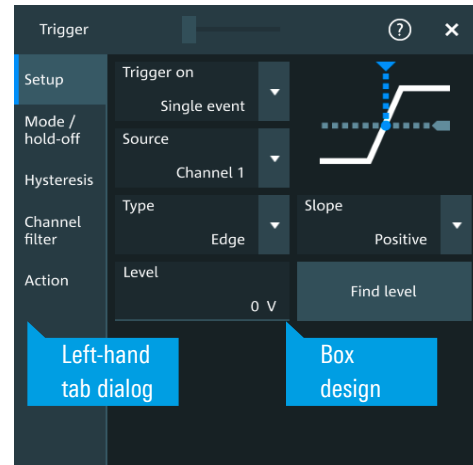 Trigger
?
×
Setup
Mode /
hold-off
Hysteresis
Channel
filter
Action
Trigger on
Single event
Source
Channel 1
Type
Edge
Slope
Positive
Level
0 V
Find level
Left-hand
tab dialog
Box
design